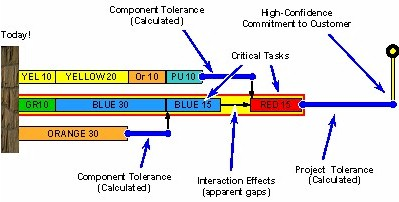 Component Tolerance
(Calculated)
High-Confidence
Commitment to Customer
Today!
Critical Tasks
YEL 10 YELLOW 20 Or 10 PU 10
GR10 BLUE 30 BLUE 15 RED 15
ORANGE 30
Component Tolerance
(Calculated)
Interaction Effects
(apparent gaps)
Project Tolerance
(Calculated)